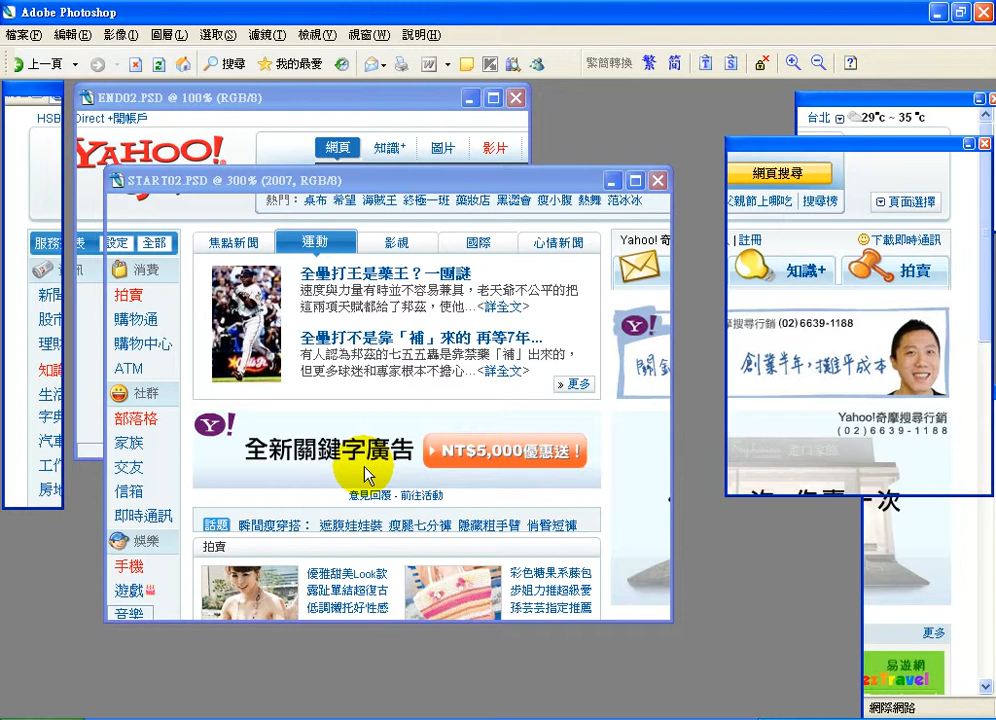 Adobe Photoshop
檔案(F) 編輯(E) 影像(I) 圖層(L) 選取(S) 濾鏡(T) 檢視(V) 視窗(W) 說明(H)
上一頁 搜尋 我的最愛 繁簡轉換 繁 简
END02.PSD @ 100% (RGB/8)
HSB Direct +開帳戶
YAHOO!
網頁 知識+ 圖片 影片
START02.PSD @ 300% (2007, RGB/8)
熱門： 桌布 希望 海賊王 終極一班 藥妝店 黑澀會 瘦小腹 熱舞 范冰冰
服務 設定 全部
消費
拍賣
購物通
購物中心
ATM
社群
部落格
家族
交友
信箱
即時通訊
娛樂
手機
遊戲
音樂
新聞
股市
理財
知識
生活
字典
汽車
工作
房地
焦點新聞 運動 影視 國際 心情新聞
全壘打王是藥王？一團謎
速度與力量有時並不容易兼具，老天爺不公平的把
這兩項天賦都給了邦茲，使他...<詳全文>
全壘打不是靠「補」來的 再等7年...
有人認為邦茲的七五五轟是靠禁藥「補」出來的，
但更多球迷和專家根本不擔心...<詳全文>
» 更多
Y!
全新關鍵字廣告
NT$5,000優惠送！
意見回覆 - 前往活動
話題 瞬間瘦穿搭： 遮腹娃娃裝 瘦腿七分褲 隱藏粗手臂 俏臀短褲
拍賣
優雅甜美Look款
露趾單結超復古
低調襯托好性感
彩色糖果系藤包
步姐力推超級愛
孫芸芸指定推薦
Yahoo! 奇
Y!
台北 29°c ~ 35°c
網頁搜尋
父親節上哪吃 | 搜尋榜
頁面選擇
| 註冊
下載即時通訊
知識+ 拍賣
摩搜尋行銷 (02) 6639-1188
創業半年，攤平成本
Yahoo!奇摩搜尋行銷
(02)6639-1188
一次
更多
易遊網
ezTravel
網際網路